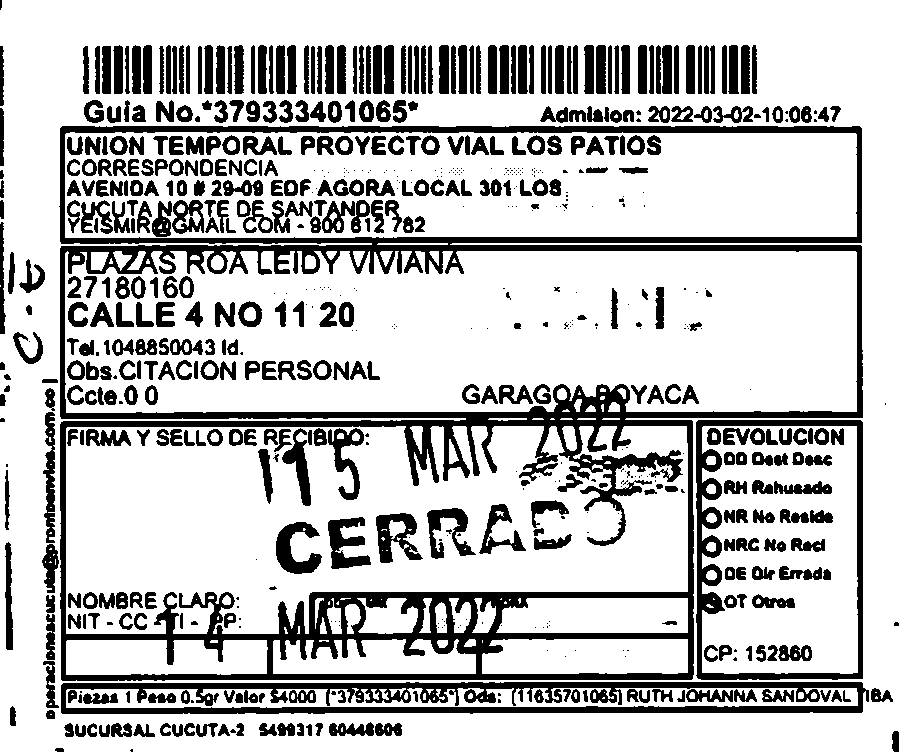 Guia No.*379333401065*
Admision: 2022-03-02-10:06:47
UNION TEMPORAL PROYECTO VIAL LOS PATIOS
CORRESPONDENCIA
AVENIDA 10 # 29-09 EDF AGORA LOCAL 301 LOS
CUCUTA NORTE DE SANTANDER
YEISMIR@GMAIL COM - 900 612 782
PLAZAS ROA LEIDY VIVIANA
27180160
CALLE 4 NO 11 20
Tel.1048850043 Id.
Obs.CITACION PERSONAL
Ccte.0 0
GARAGOA BOYACA
C.E
operacionescucuta@prontoenvios.com.co
FIRMA Y SELLO DE RECIBIDO:
15 MAR 2022
CERRADO
NOMBRE CLARO:
NIT - CC - TI - PP:
14 MAR 2022
DEVOLUCION
DD Dest Desc
RH Rehusado
NR No Reside
NRC No Recl
DE Dir Errada
OT Otros
CP: 152860
Piezas 1 Peso 0.5gr Valor $4000 (*379333401065*) Ods: (11635701065) RUTH JOHANNA SANDOVAL TIBA
SUCURSAL CUCUTA-2 5499317 60448606